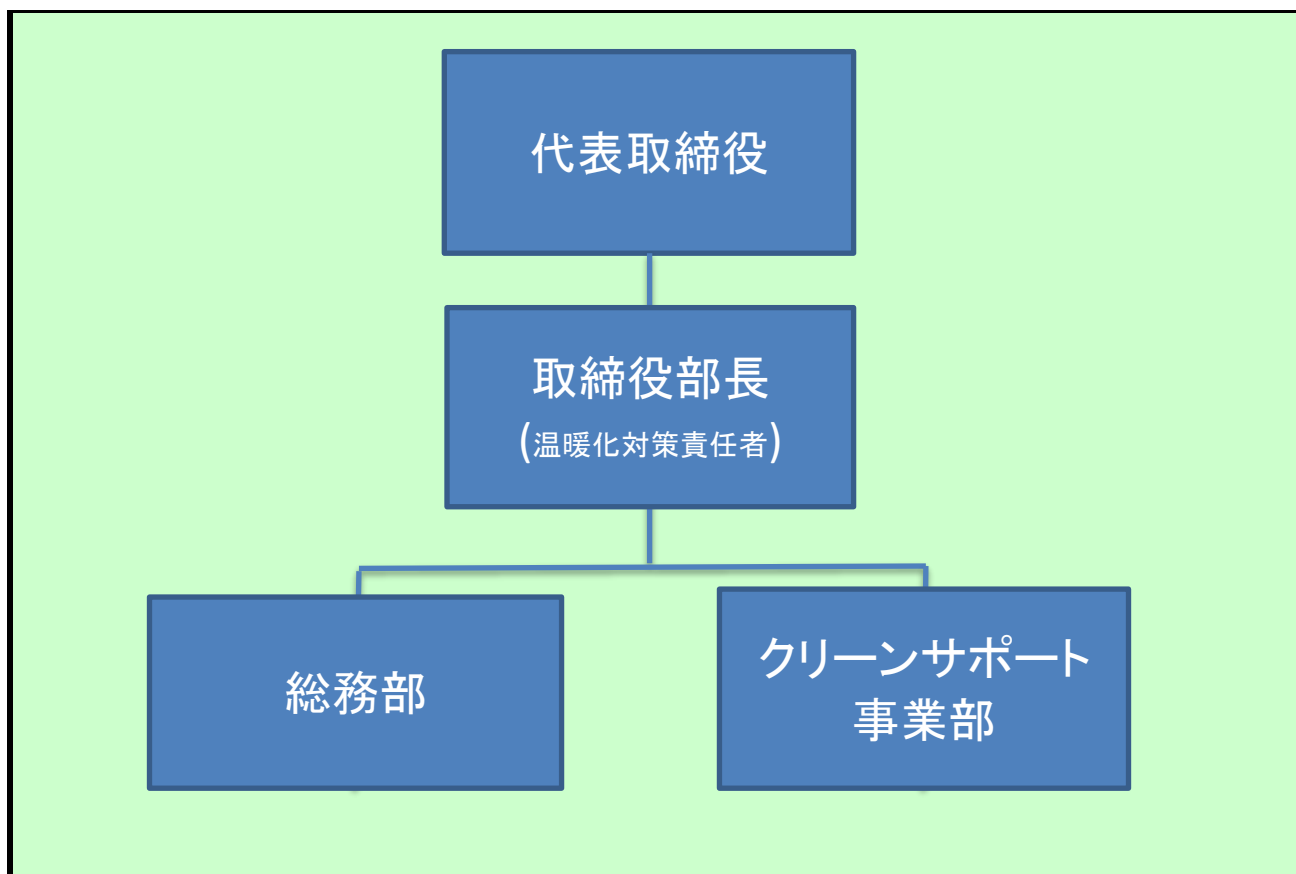 代表取締役
取締役部長
(温暖化対策責任者)
総務部
クリーンサポート
事業部